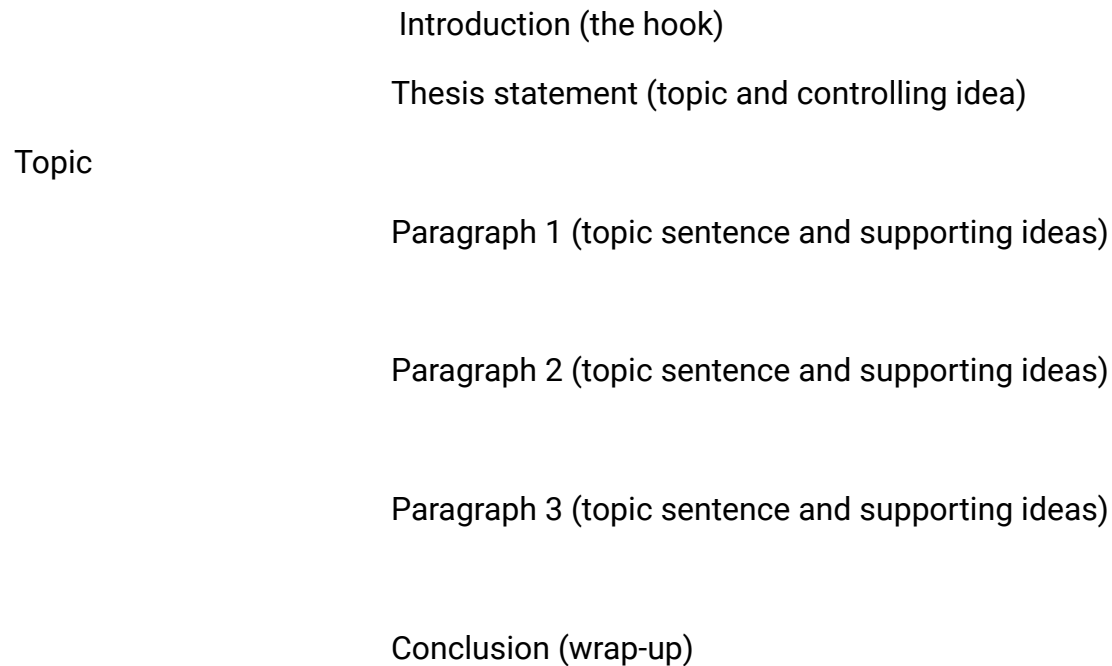 Introduction (the hook)
Thesis statement (topic and controlling idea)
Topic
Paragraph 1 (topic sentence and supporting ideas)
Paragraph 2 (topic sentence and supporting ideas)
Paragraph 3 (topic sentence and supporting ideas)
Conclusion (wrap-up)